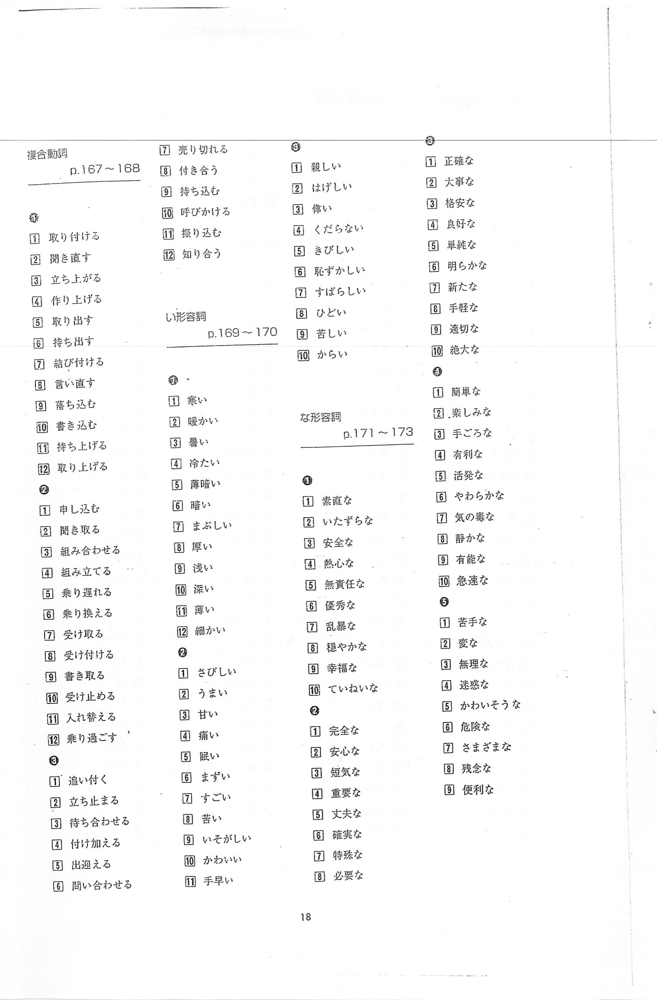 複合動詞
p.167～168
❶
1 取り付ける
2 聞き直す
3 立ち上がる
4 作り上げる
5 取り出す
6 持ち出す
7 結び付ける
8 言い直す
9 落ち込む
10 書き込む
11 持ち上げる
12 取り上げる
❷
1 申し込む
2 聞き取る
3 組み合わせる
4 組み立てる
5 乗り遅れる
6 乗り換える
7 受け取る
8 受け付ける
9 書き取る
10 受け止める
11 入れ替える
12 乗り過ごす
❸
1 追い付く
2 立ち止まる
3 待ち合わせる
4 付け加える
5 出迎える
6 問い合わせる
7 売り切れる
8 付き合う
9 持ち込む
10 呼びかける
11 振り込む
12 知り合う
い形容詞
p.169～170
❶
1 寒い
2 暖かい
3 暑い
4 冷たい
5 薄暗い
6 暗い
7 まぶしい
8 厚い
9 浅い
10 深い
11 薄い
12 細かい
❷
1 さびしい
2 うまい
3 甘い
4 痛い
5 眠い
6 まずい
7 すごい
8 苦い
9 いそがしい
10 かわいい
11 手早い
❸
1 親しい
2 はげしい
3 偉い
4 くだらない
5 きびしい
6 恥ずかしい
7 すばらしい
8 ひどい
9 苦しい
10 からい
な形容詞
p.171～173
❶
1 素直な
2 いたずらな
3 安全な
4 熱心な
5 無責任な
6 優秀な
7 乱暴な
8 穏やかな
9 幸福な
10 ていねいな
❷
1 完全な
2 安心な
3 短気な
4 重要な
5 丈夫な
6 確実な
7 特殊な
8 必要な
❸
1 正確な
2 大事な
3 格安な
4 良好な
5 単純な
6 明らかな
7 新たな
8 手軽な
9 適切な
10 絶大な
❹
1 簡単な
2 楽しみな
3 手ごろな
4 有利な
5 活発な
6 やわらかな
7 気の毒な
8 静かな
9 有能な
10 急速な
❺
1 苦手な
2 変な
3 無理な
4 迷惑な
5 かわいそうな
6 危険な
7 さまざまな
8 残念な
9 便利な
18